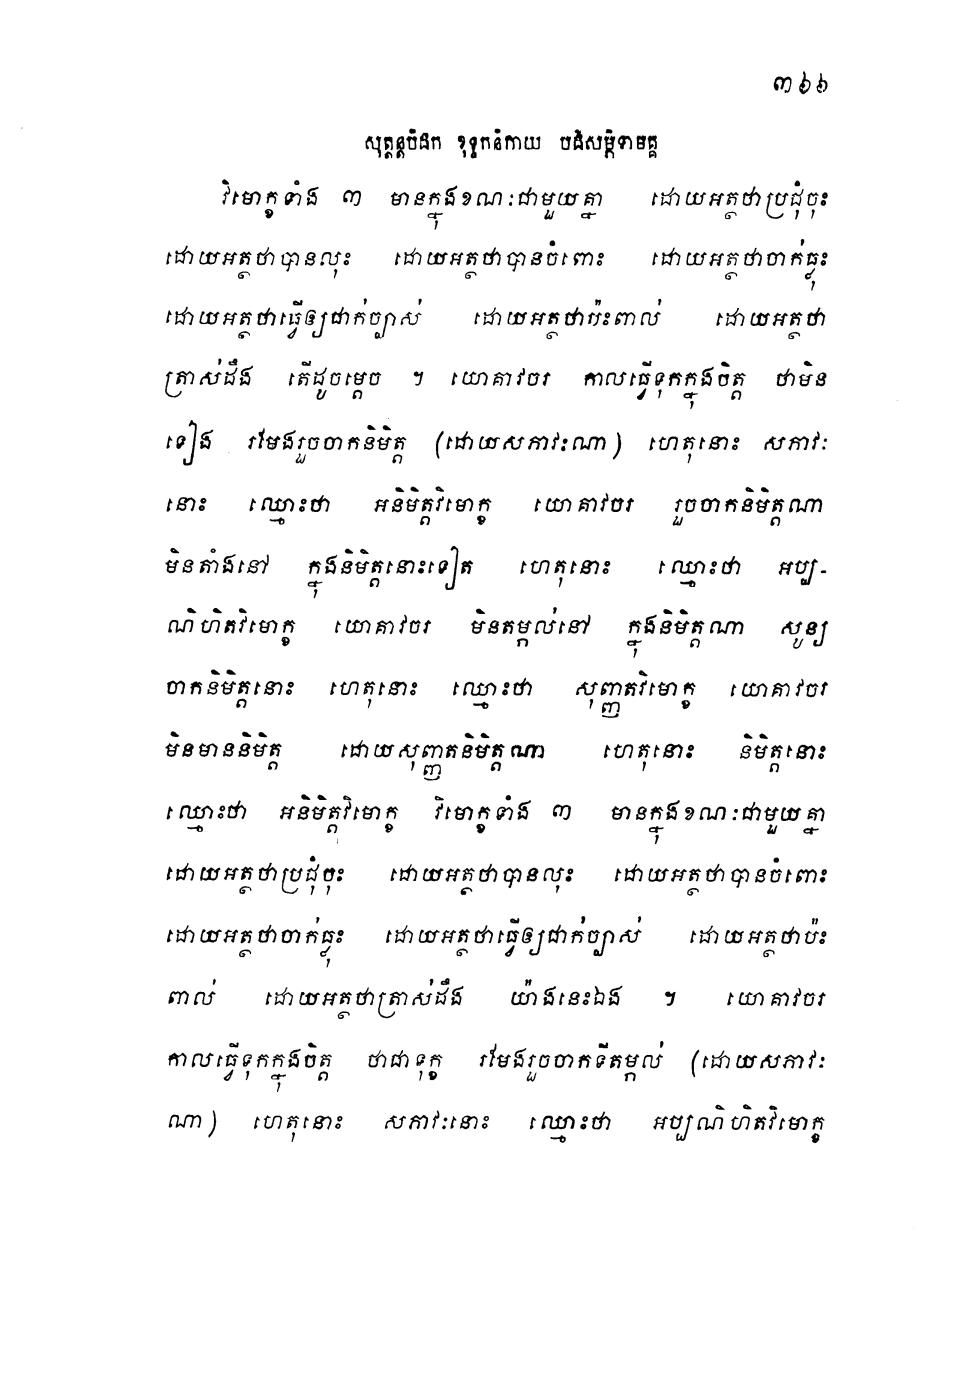 ៣៦៦
សុត្តន្តបិដក ខុទ្ទកនិកាយ បដិសម្ភិទាមគ្គ
វិមោក្ខទាំង ៣ មានក្នុងខណៈជាមួយគ្នា ដោយអត្ថថាប្រជុំចុះ
ដោយអត្ថថាបានលុះ ដោយអត្ថថាបានចំពោះ ដោយអត្ថថាចាក់ធ្លុះ
ដោយអត្ថថាធ្វើឲ្យជាក់ច្បាស់ ដោយអត្ថថាប៉ះពាល់ ដោយអត្ថថា
ត្រាស់ដឹង តើដូចម្តេច ។ យោគាវចរ កាលធ្វើទុកក្នុងចិត្ត ថាមិន
ទៀង រមែងរួចចាកនិមិត្ត (ដោយសភាវៈណា) ហេតុនោះ សភាវៈ
នោះ ឈ្មោះថា អនិមិត្តវិមោក្ខ យោគាវចរ រួចចាកនិមិត្តណា
មិនតាំងនៅ ក្នុងនិមិត្តនោះទៀត ហេតុនោះ ឈ្មោះថា អប្ប-
ណិហិតវិមោក្ខ យោគាវចរ មិនតម្កល់នៅ ក្នុងនិមិត្តណា សូន្យ
ចាកនិមិត្តនោះ ហេតុនោះ ឈ្មោះថា សុញ្ញតវិមោក្ខ យោគាវចរ
មិនមាននិមិត្ត ដោយសុញ្ញតនិមិត្តណា ហេតុនោះ និមិត្តនោះ
ឈ្មោះថា អនិមិត្តវិមោក្ខ វិមោក្ខទាំង ៣ មានក្នុងខណៈជាមួយគ្នា
ដោយអត្ថថាប្រជុំចុះ ដោយអត្ថថាបានលុះ ដោយអត្ថថាបានចំពោះ
ដោយអត្ថថាចាក់ធ្លុះ ដោយអត្ថថាធ្វើឲ្យជាក់ច្បាស់ ដោយអត្ថថាប៉ះ
ពាល់ ដោយអត្ថថាត្រាស់ដឹង យ៉ាងនេះឯង ។ យោគាវចរ
កាលធ្វើទុកក្នុងចិត្ត ថាជាទុក្ខ រមែងរួចចាកទីតម្កល់ (ដោយសភាវៈ
ណា) ហេតុនោះ សភាវៈនោះ ឈ្មោះថា អប្បណិហិតវិមោក្ខ